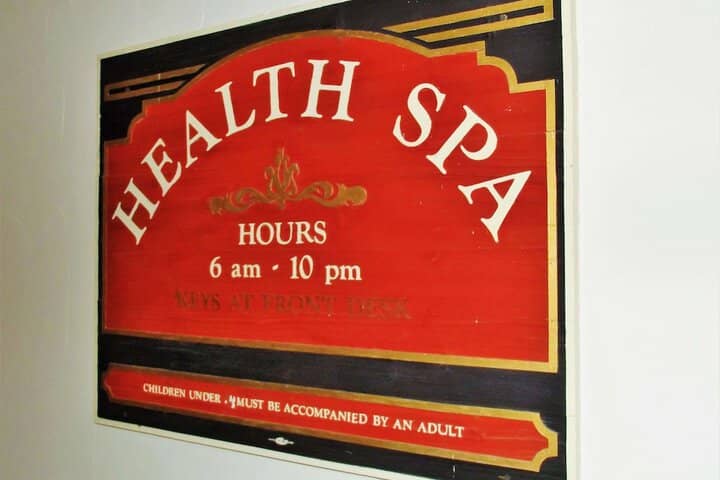 HEALTH SPA
HOURS
6 am - 10 pm
KEYS AT FRONT DESK
CHILDREN UNDER MUST BE ACCOMPANIED BY AN ADULT